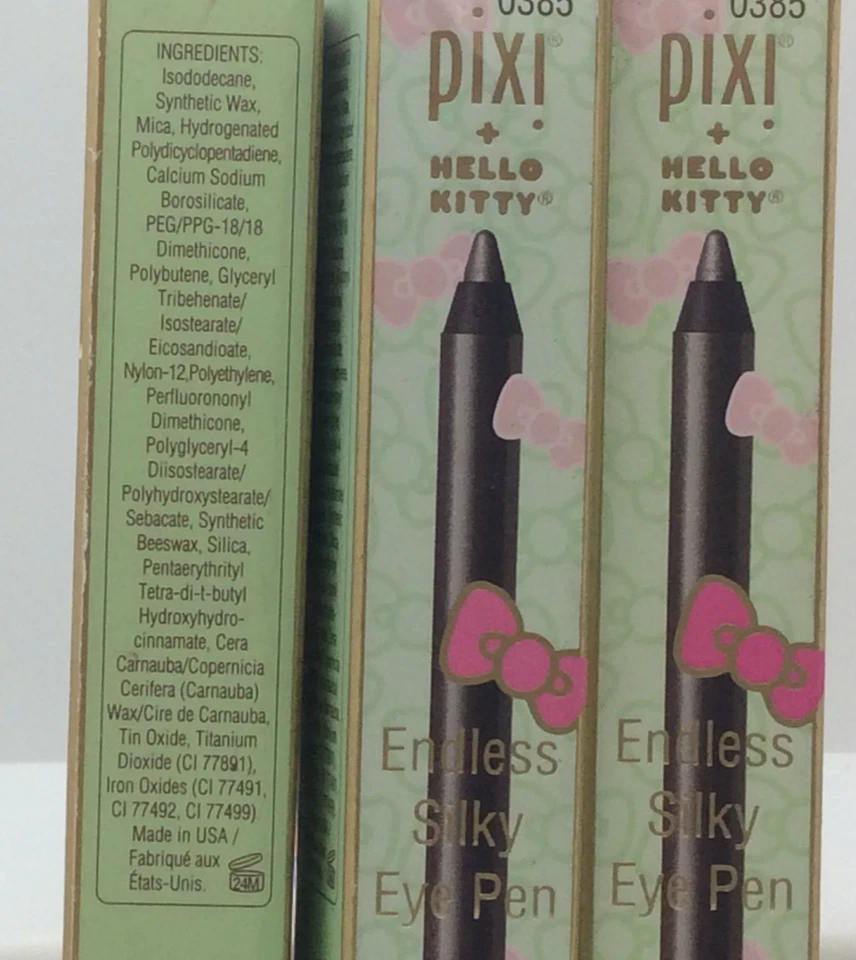 INGREDIENTS:
Isododecane,
Synthetic Wax,
Mica, Hydrogenated
Polydicyclopentadiene,
Calcium Sodium
Borosilicate,
PEG/PPG-18/18
Dimethicone,
Polybutene, Glyceryl
Tribehenate/
Isostearate/
Eicosandioate,
Nylon-12,Polyethylene,
Perfluorononyl
Dimethicone,
Polyglyceryl-4
Diisostearate/
Polyhydroxystearate/
Sebacate, Synthetic
Beeswax, Silica,
Pentaerythrityl
Tetra-di-t-butyl
Hydroxyhydro-
cinnamate, Cera
Carnauba/Copernicia
Cerifera (Carnauba)
Wax/Cire de Carnauba,
Tin Oxide, Titanium
Dioxide (CI 77891),
Iron Oxides (CI 77491,
CI 77492, CI 77499).
Made in USA /
Fabriqué aux
États-Unis.
24M
0385
pixi®
+
HELLO
KITTY®
Endless
Silky
Eye Pen
0385
pixi®
+
HELLO
KITTY®
Endless
Silky
Eye Pen